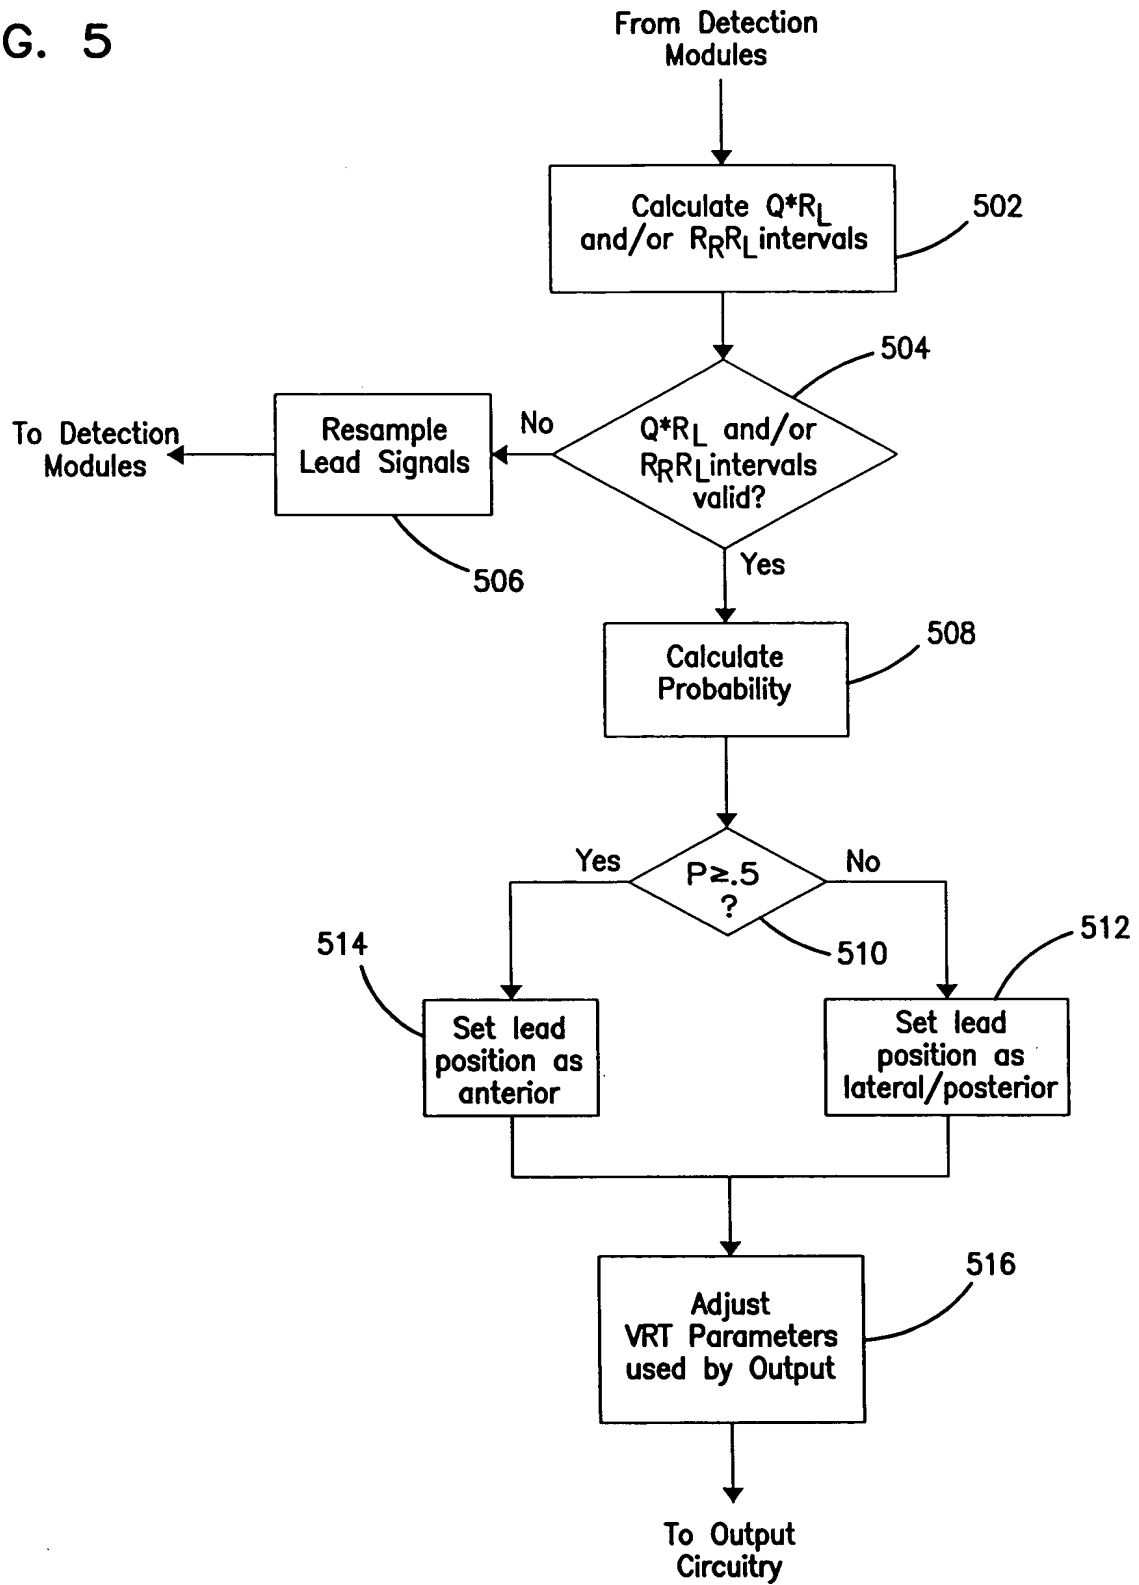 G. 5
From Detection
Modules
Calculate Q*RL
and/or RRRL intervals
502
504
Q*RL and/or
RRRL intervals
valid?
No
Resample
Lead Signals
To Detection
Modules
506
Yes
Calculate
Probability
508
P≥.5
?
Yes
No
510
514
512
Set lead
position as
anterior
Set lead
position as
lateral/posterior
Adjust
VRT Parameters
used by Output
516
To Output
Circuitry